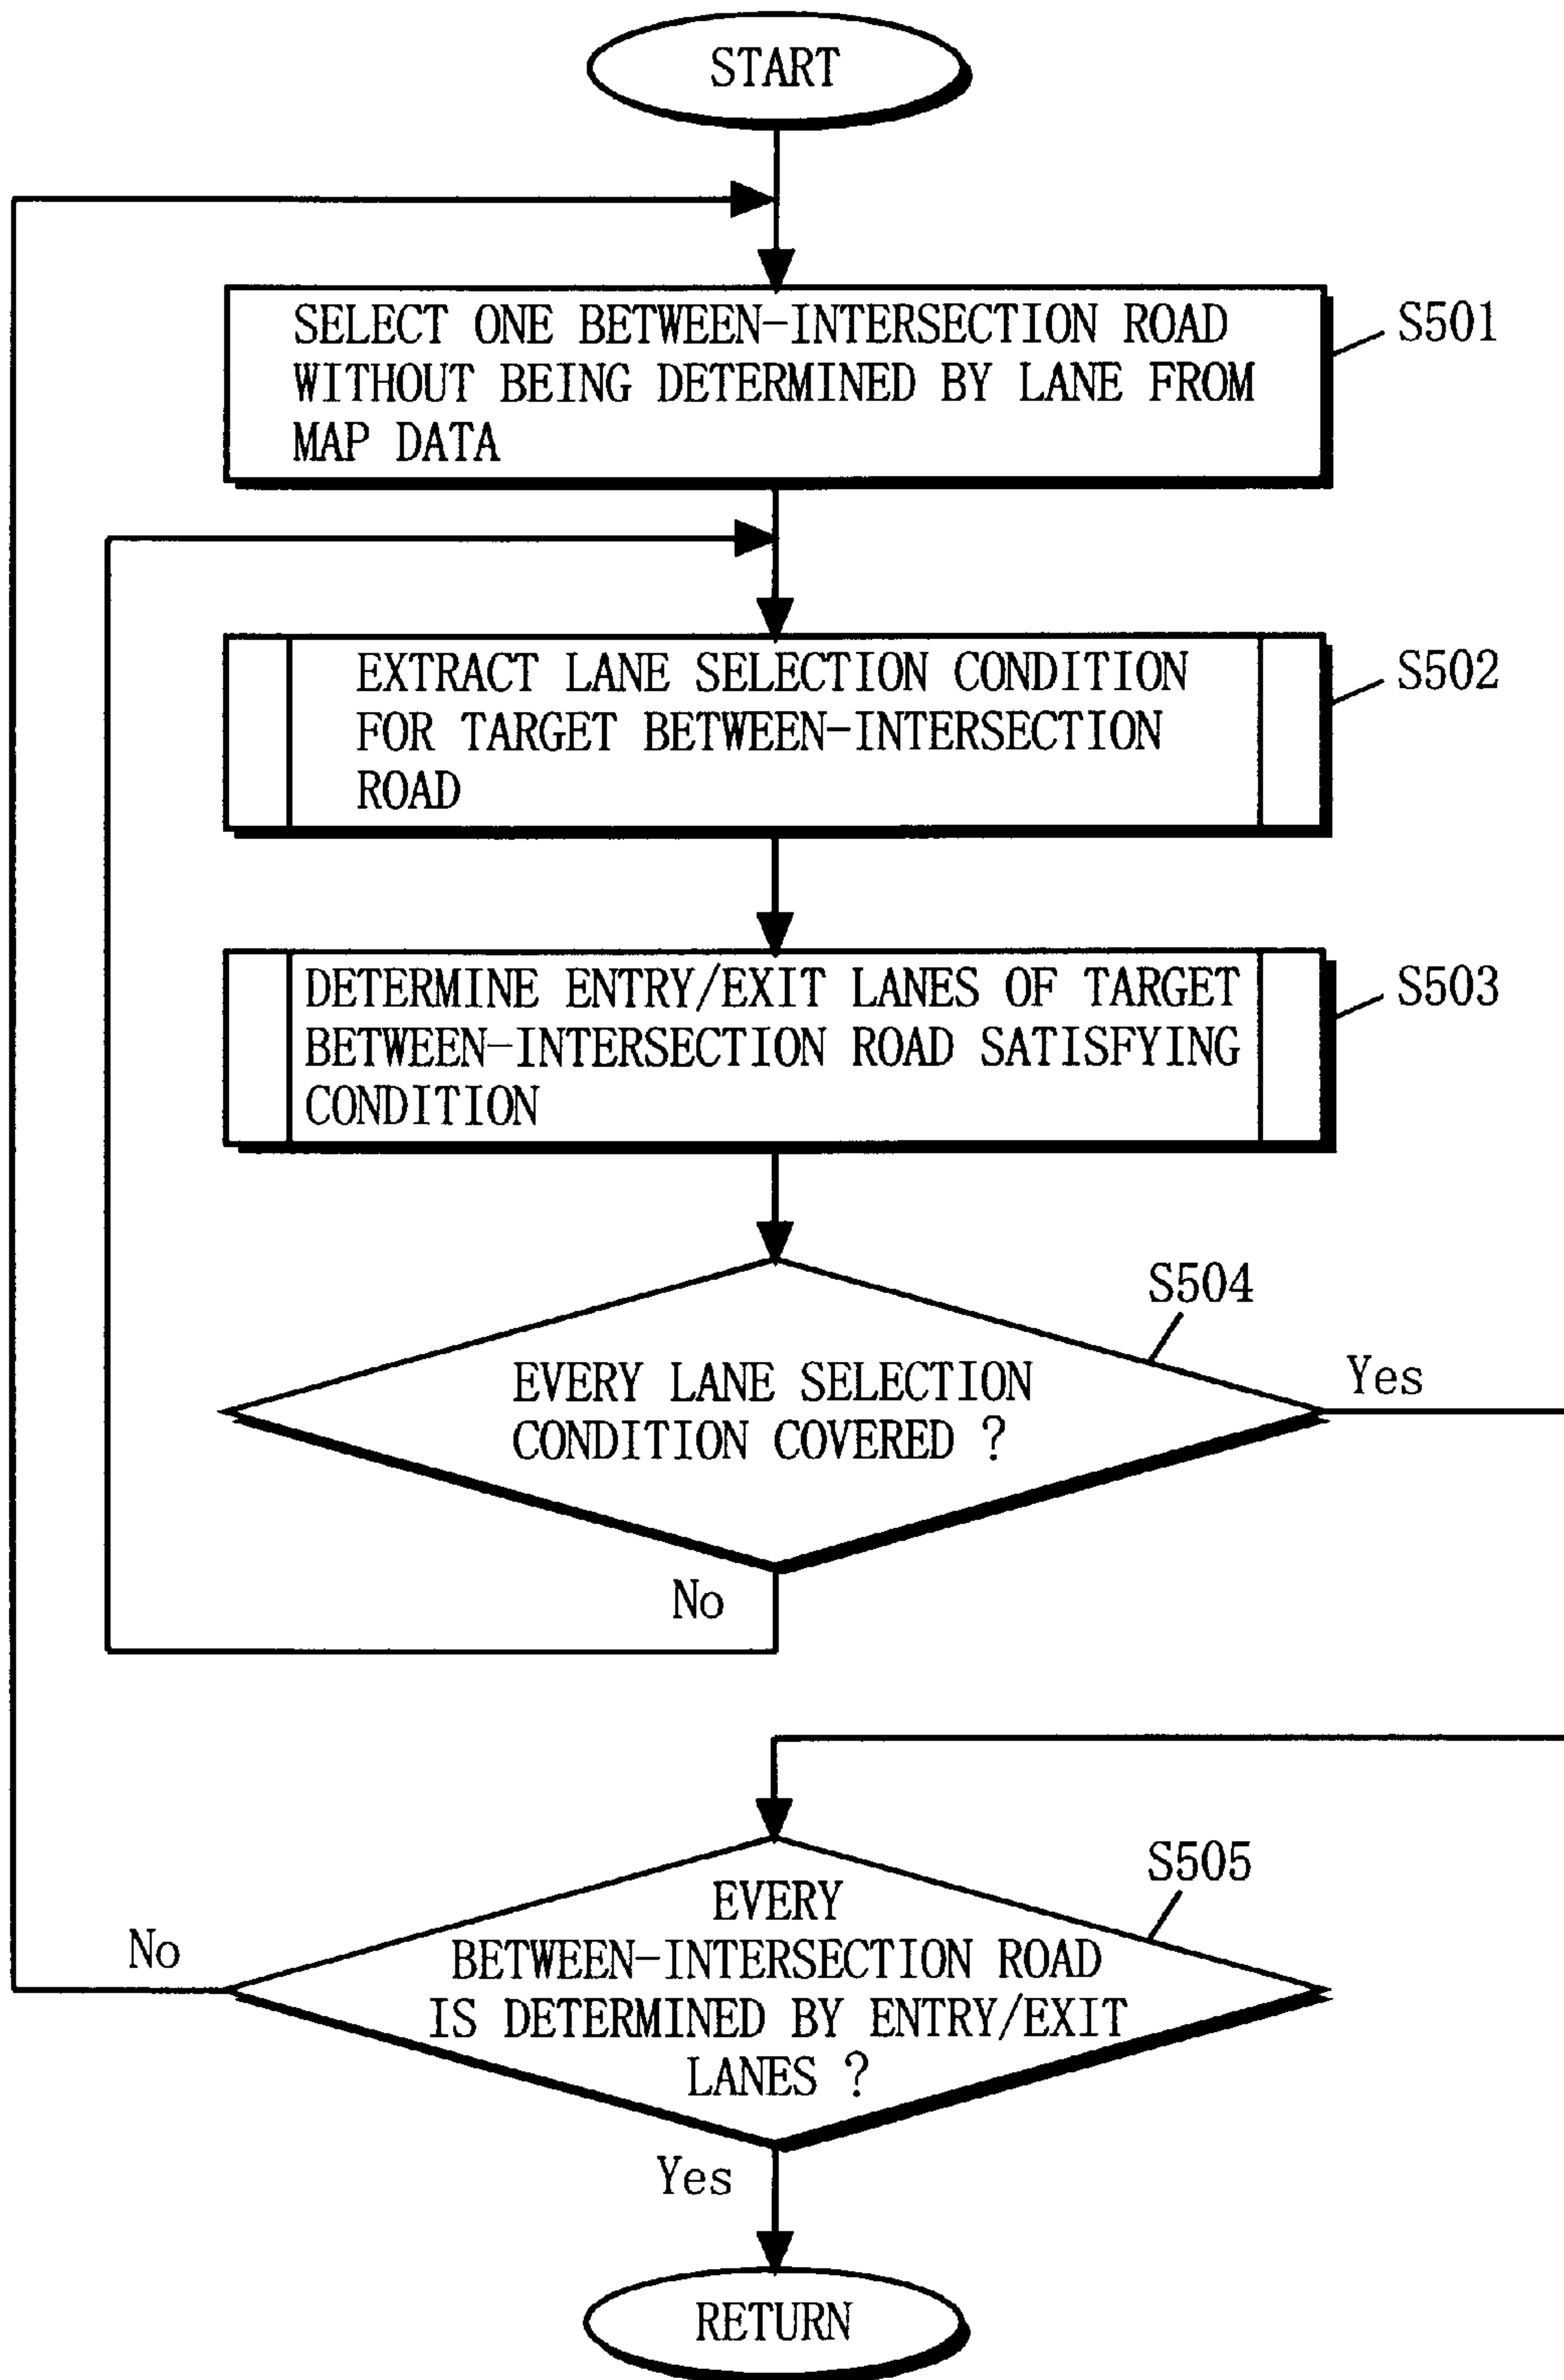 START
SELECT ONE BETWEEN-INTERSECTION ROAD
WITHOUT BEING DETERMINED BY LANE FROM
MAP DATA
S501
EXTRACT LANE SELECTION CONDITION
FOR TARGET BETWEEN-INTERSECTION
ROAD
S502
DETERMINE ENTRY/EXIT LANES OF TARGET
BETWEEN-INTERSECTION ROAD SATISFYING
CONDITION
S503
S504
EVERY LANE SELECTION
CONDITION COVERED ?
Yes
No
S505
EVERY
BETWEEN-INTERSECTION ROAD
IS DETERMINED BY ENTRY/EXIT
LANES ?
No
Yes
RETURN